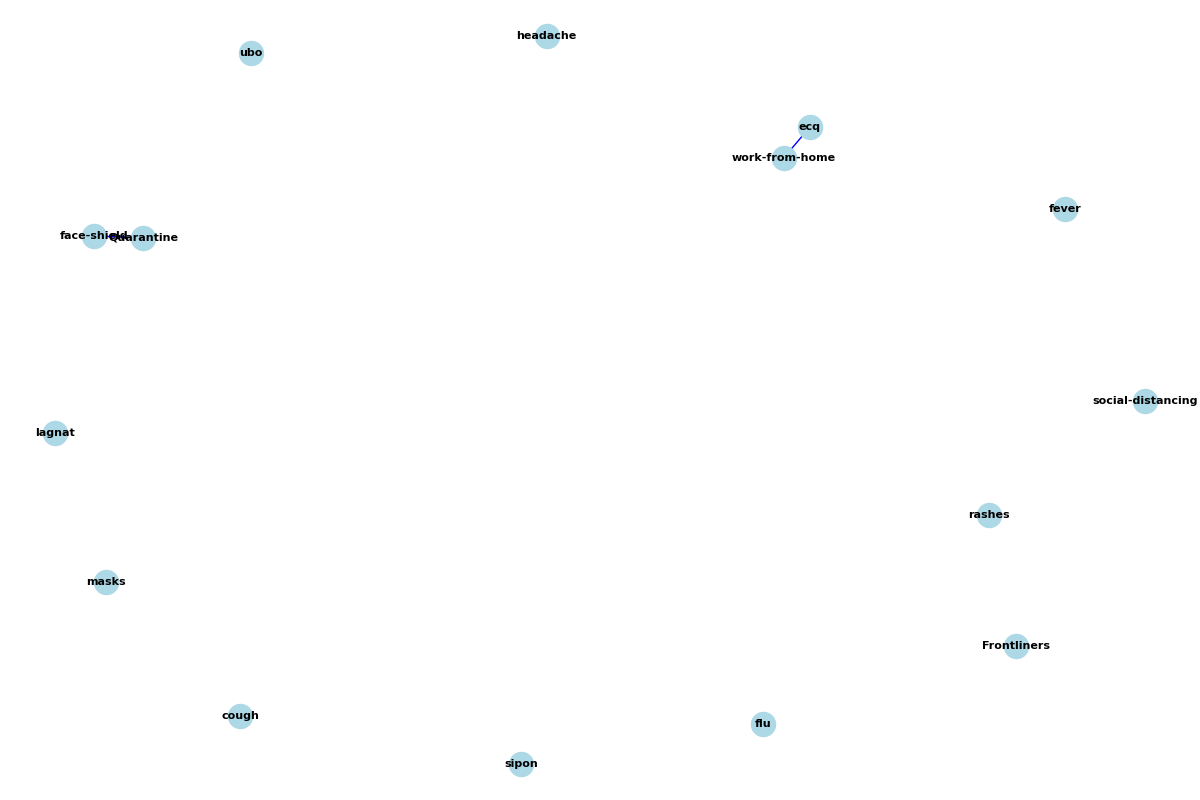 headache
ubo
ecq
work-from-home
fever
face-shield
Quarantine
social-distancing
lagnat
rashes
masks
Frontliners
cough
flu
sipon